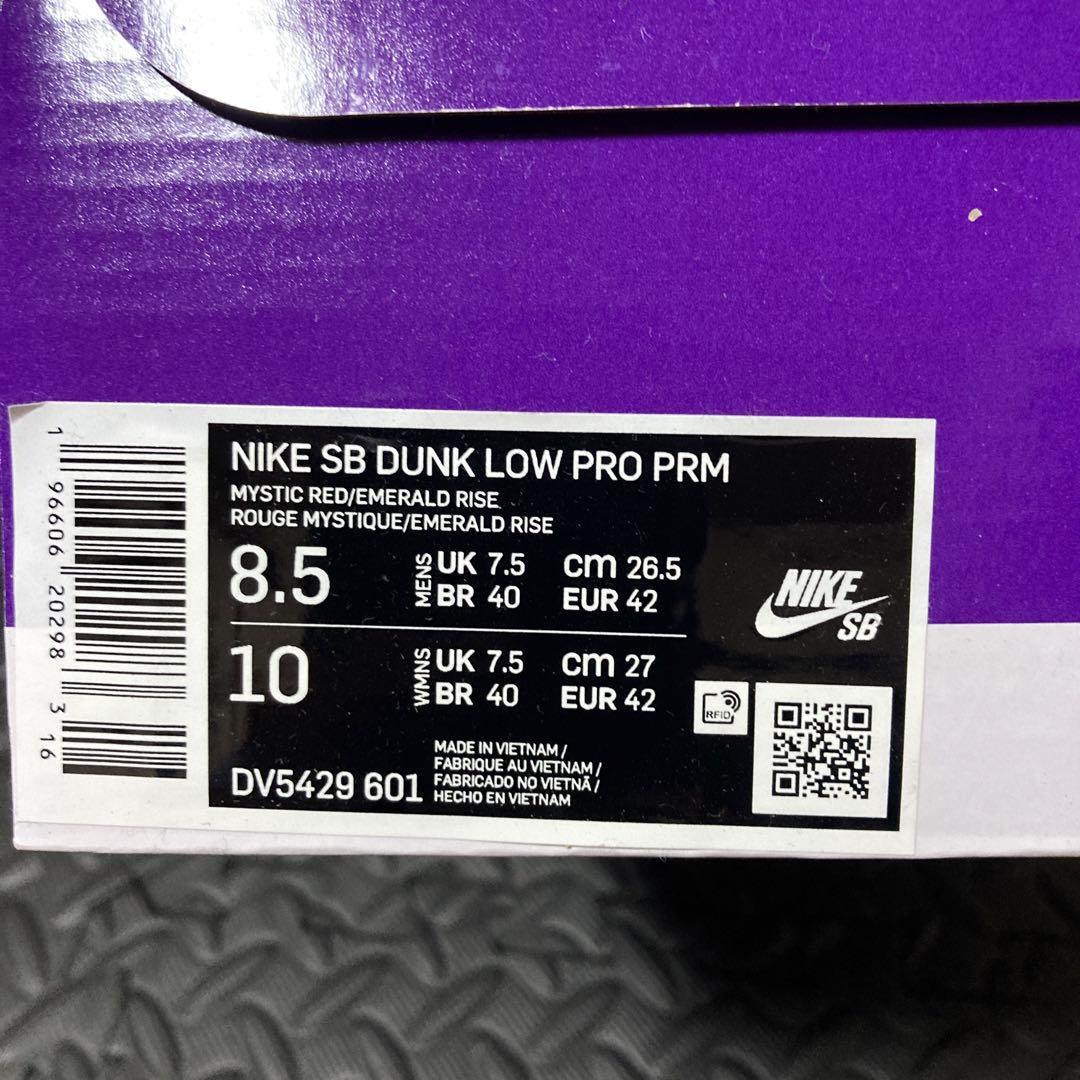 NIKE SB DUNK LOW PRO PRM
MYSTIC RED/EMERALD RISE
ROUGE MYSTIQUE/EMERALD RISE
8.5 MENS UK 7.5 cm 26.5
BR 40 EUR 42
10 WMNS UK 7.5 cm 27
BR 40 EUR 42
NIKE
SB
RFID
DV5429 601
MADE IN VIETNAM /
FABRIQUE AU VIETNAM /
FABRICADO NO VIETNÃ /
HECHO EN VIETNAM
1 96606 20298 3 16